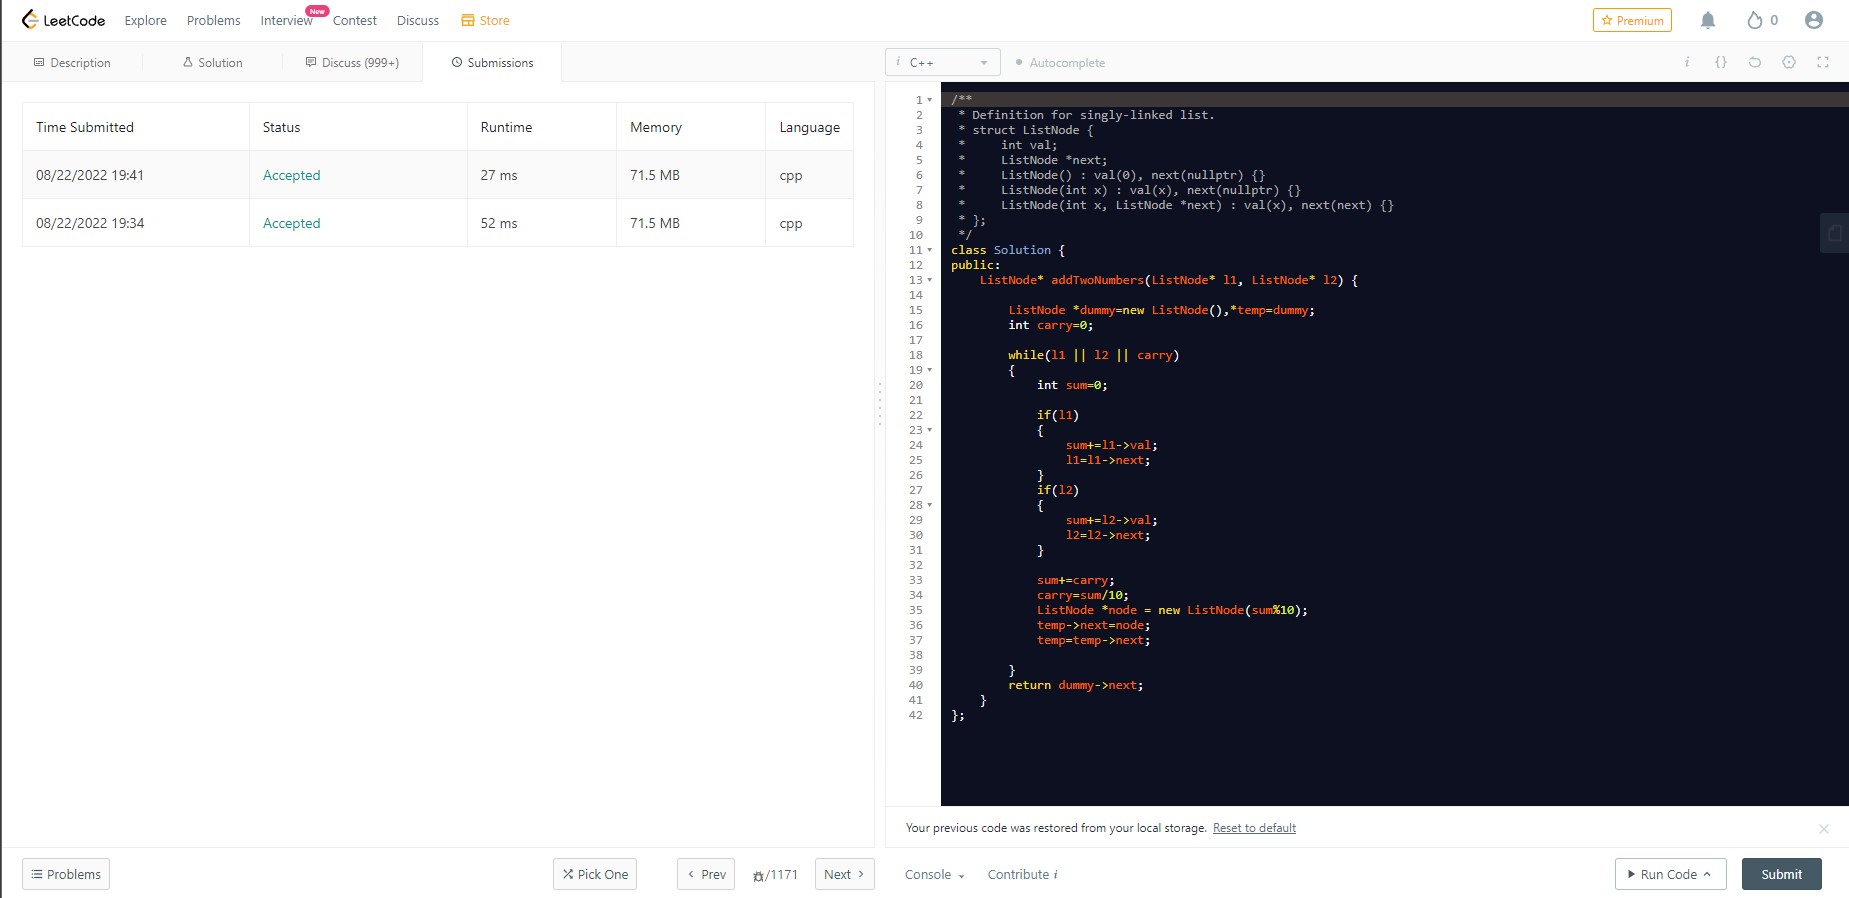 LeetCode Explore Problems Interview New Contest Discuss Store Premium 0
Description Solution Discuss (999+) Submissions
Time Submitted Status Runtime Memory Language
08/22/2022 19:41 Accepted 27 ms 71.5 MB cpp
08/22/2022 19:34 Accepted 52 ms 71.5 MB cpp
i C++ Autocomplete i {}
1 /**
2  * Definition for singly-linked list.
3  * struct ListNode {
4  *     int val;
5  *     ListNode *next;
6  *     ListNode() : val(0), next(nullptr) {}
7  *     ListNode(int x) : val(x), next(nullptr) {}
8  *     ListNode(int x, ListNode *next) : val(x), next(next) {}
9  * };
10  */
11 class Solution {
12 public:
13     ListNode* addTwoNumbers(ListNode* l1, ListNode* l2) {
14
15         ListNode *dummy=new ListNode(),*temp=dummy;
16         int carry=0;
17
18         while(l1 || l2 || carry)
19         {
20             int sum=0;
21
22             if(l1)
23             {
24                 sum+=l1->val;
25                 l1=l1->next;
26             }
27             if(l2)
28             {
29                 sum+=l2->val;
30                 l2=l2->next;
31             }
32
33             sum+=carry;
34             carry=sum/10;
35             ListNode *node = new ListNode(sum%10);
36             temp->next=node;
37             temp=temp->next;
38
39         }
40         return dummy->next;
41     }
42 };
Your previous code was restored from your local storage. Reset to default
Problems Pick One Prev /1171 Next Console Contribute i Run Code Submit